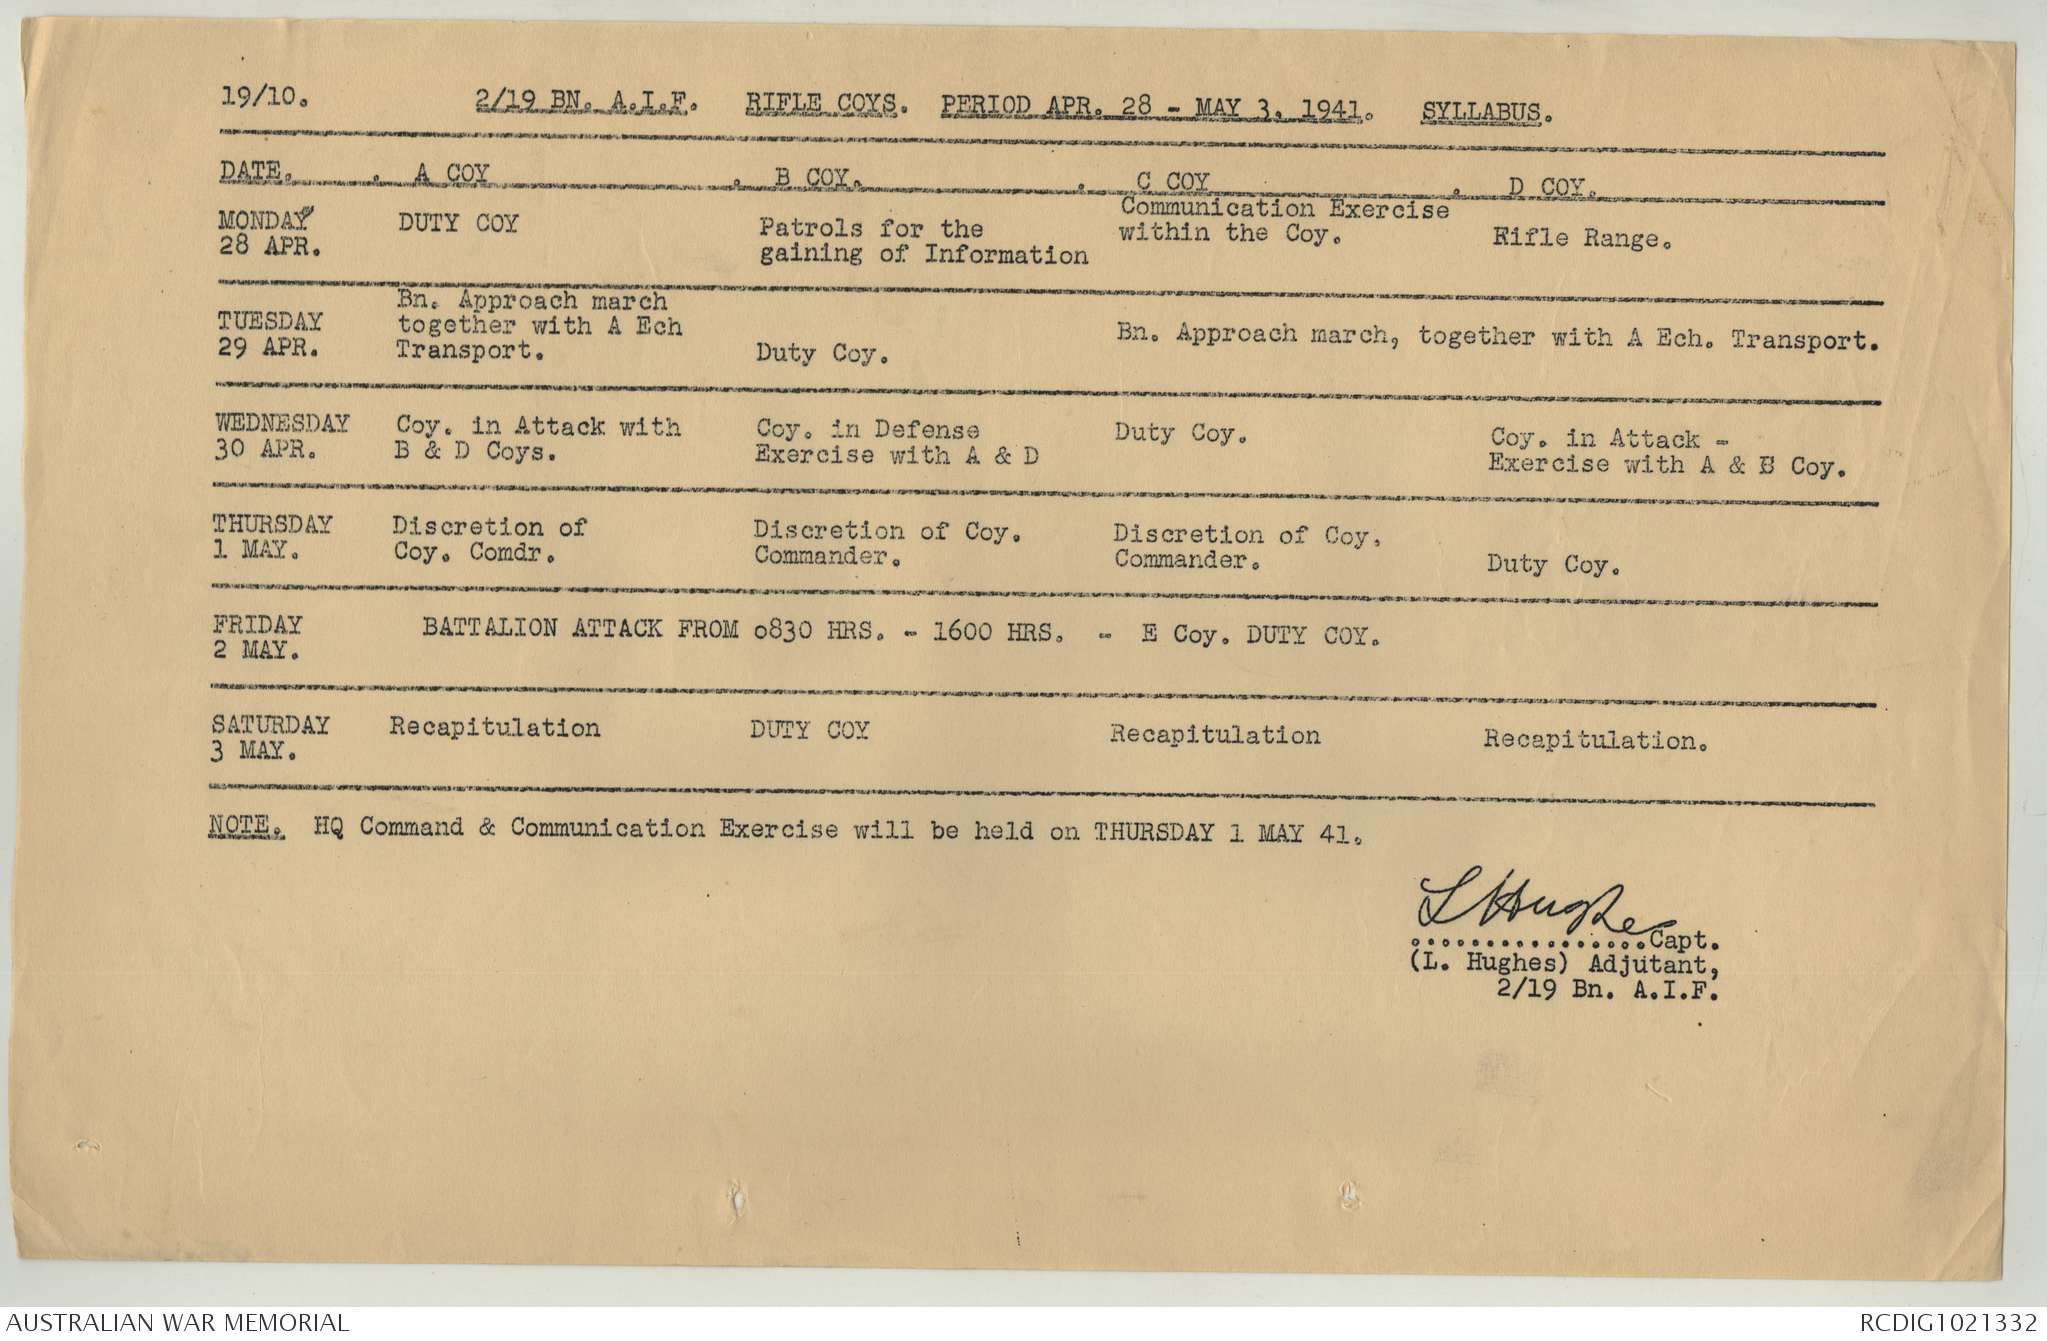 19/10. 2/19 BN. A.I.F. RIFLE COYS. PERIOD APR. 28 - MAY 3, 1941. SYLLABUS.
DATE. . A COY . B COY. . C COY . D COY.
MONDAY
28 APR.
DUTY COY
Patrols for the
gaining of Information
Communication Exercise
within the Coy.
Rifle Range.
TUESDAY
29 APR.
Bn. Approach march
together with A Ech
Transport.
Duty Coy.
Bn. Approach march, together with A Ech. Transport.
WEDNESDAY
30 APR.
Coy. in Attack with
B & D Coys.
Coy. in Defense
Exercise with A & D
Duty Coy.
Coy. in Attack -
Exercise with A & B Coy.
THURSDAY
1 MAY.
Discretion of
Coy. Comdr.
Discretion of Coy.
Commander.
Discretion of Coy.
Commander.
Duty Coy.
FRIDAY
2 MAY.
BATTALION ATTACK FROM o830 HRS. - 1600 HRS. - E Coy. DUTY COY.
SATURDAY
3 MAY.
Recapitulation
DUTY COY
Recapitulation
Recapitulation.
NOTE. HQ Command & Communication Exercise will be held on THURSDAY 1 MAY 41.
L Hughes
................Capt.
(L. Hughes) Adjutant,
2/19 Bn. A.I.F.
AUSTRALIAN WAR MEMORIAL
RCDIG1021332